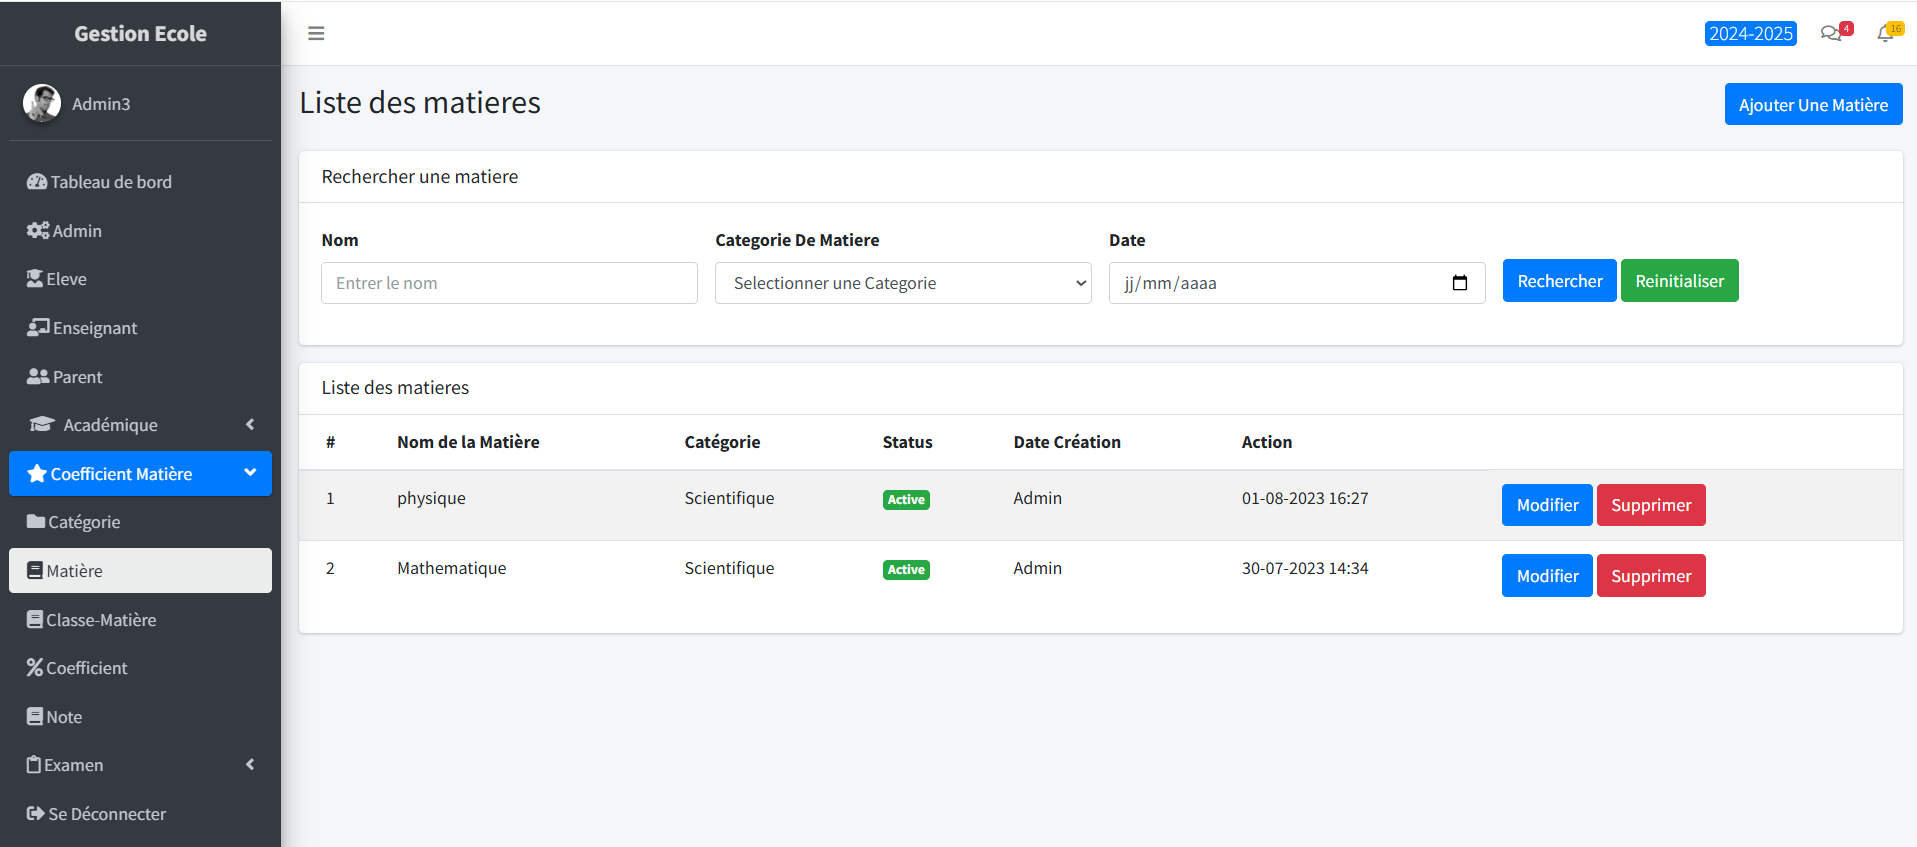 Gestion Ecole
2024-2025
4
16
Admin3
Liste des matieres
Ajouter Une Matière
Tableau de bord
Admin
Eleve
Enseignant
Parent
Académique
Coefficient Matière
Catégorie
Matière
Classe-Matière
Coefficient
Note
Examen
Se Déconnecter
Rechercher une matiere
Nom Categorie De Matiere Date
Entrer le nom Selectionner une Categorie jj/mm/aaaa Rechercher Reinitialiser
Liste des matieres
# Nom de la Matière Catégorie Status Date Création Action
1 physique Scientifique Active Admin 01-08-2023 16:27 Modifier Supprimer
2 Mathematique Scientifique Active Admin 30-07-2023 14:34 Modifier Supprimer